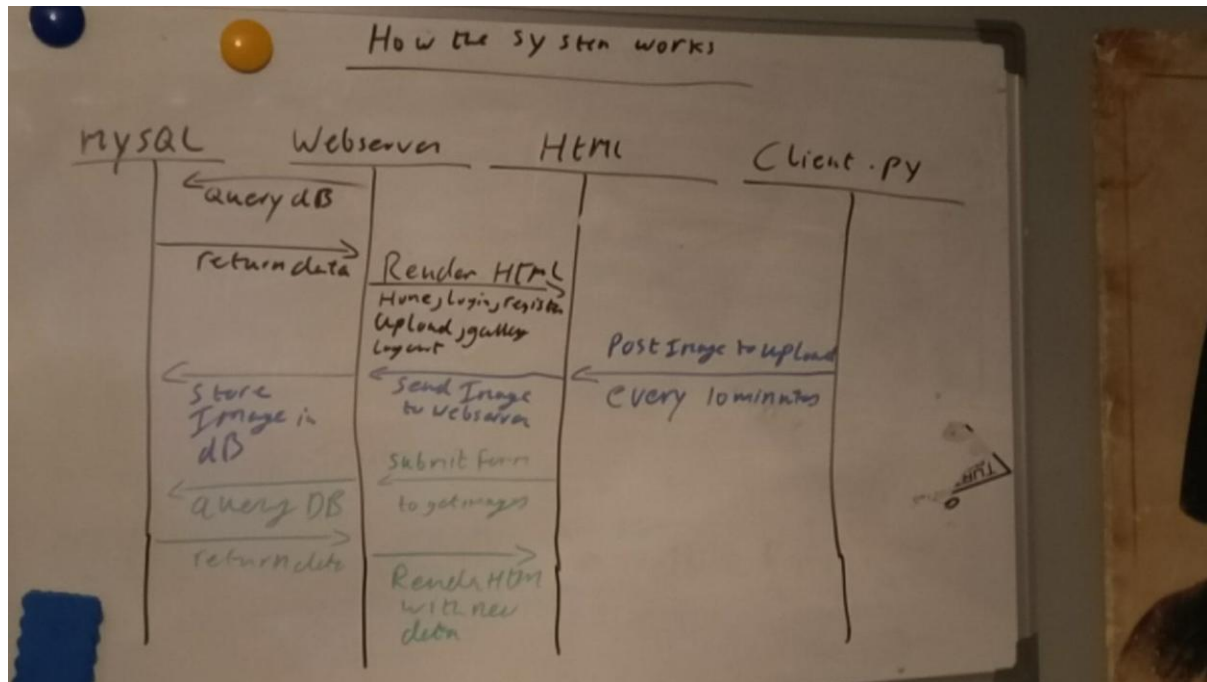 How the system works
MySQL
Webserver
HtML
Client.py
Query dB
return data
Render HTML
Home, Login, register
Upload, gallery
logout
Post Image to upload
every 10 minutes
Send Image
to webserver
Store
Image in
dB
Submit Form
to get images
Query DB
return data
Render HTM
with new
data
TUR